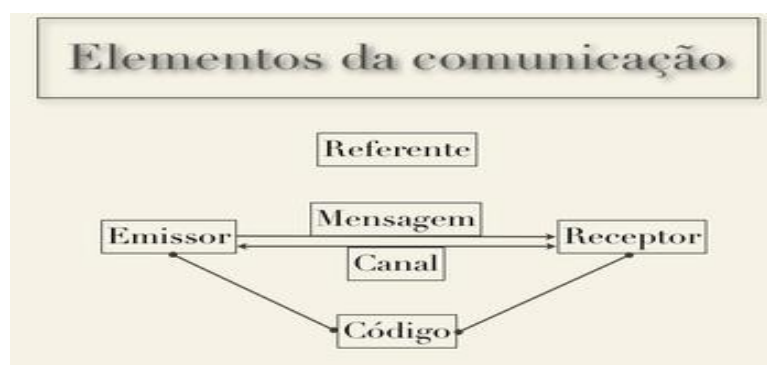 Elementos da comunicação
Referente
Mensagem
Emissor
Receptor
Canal
Código